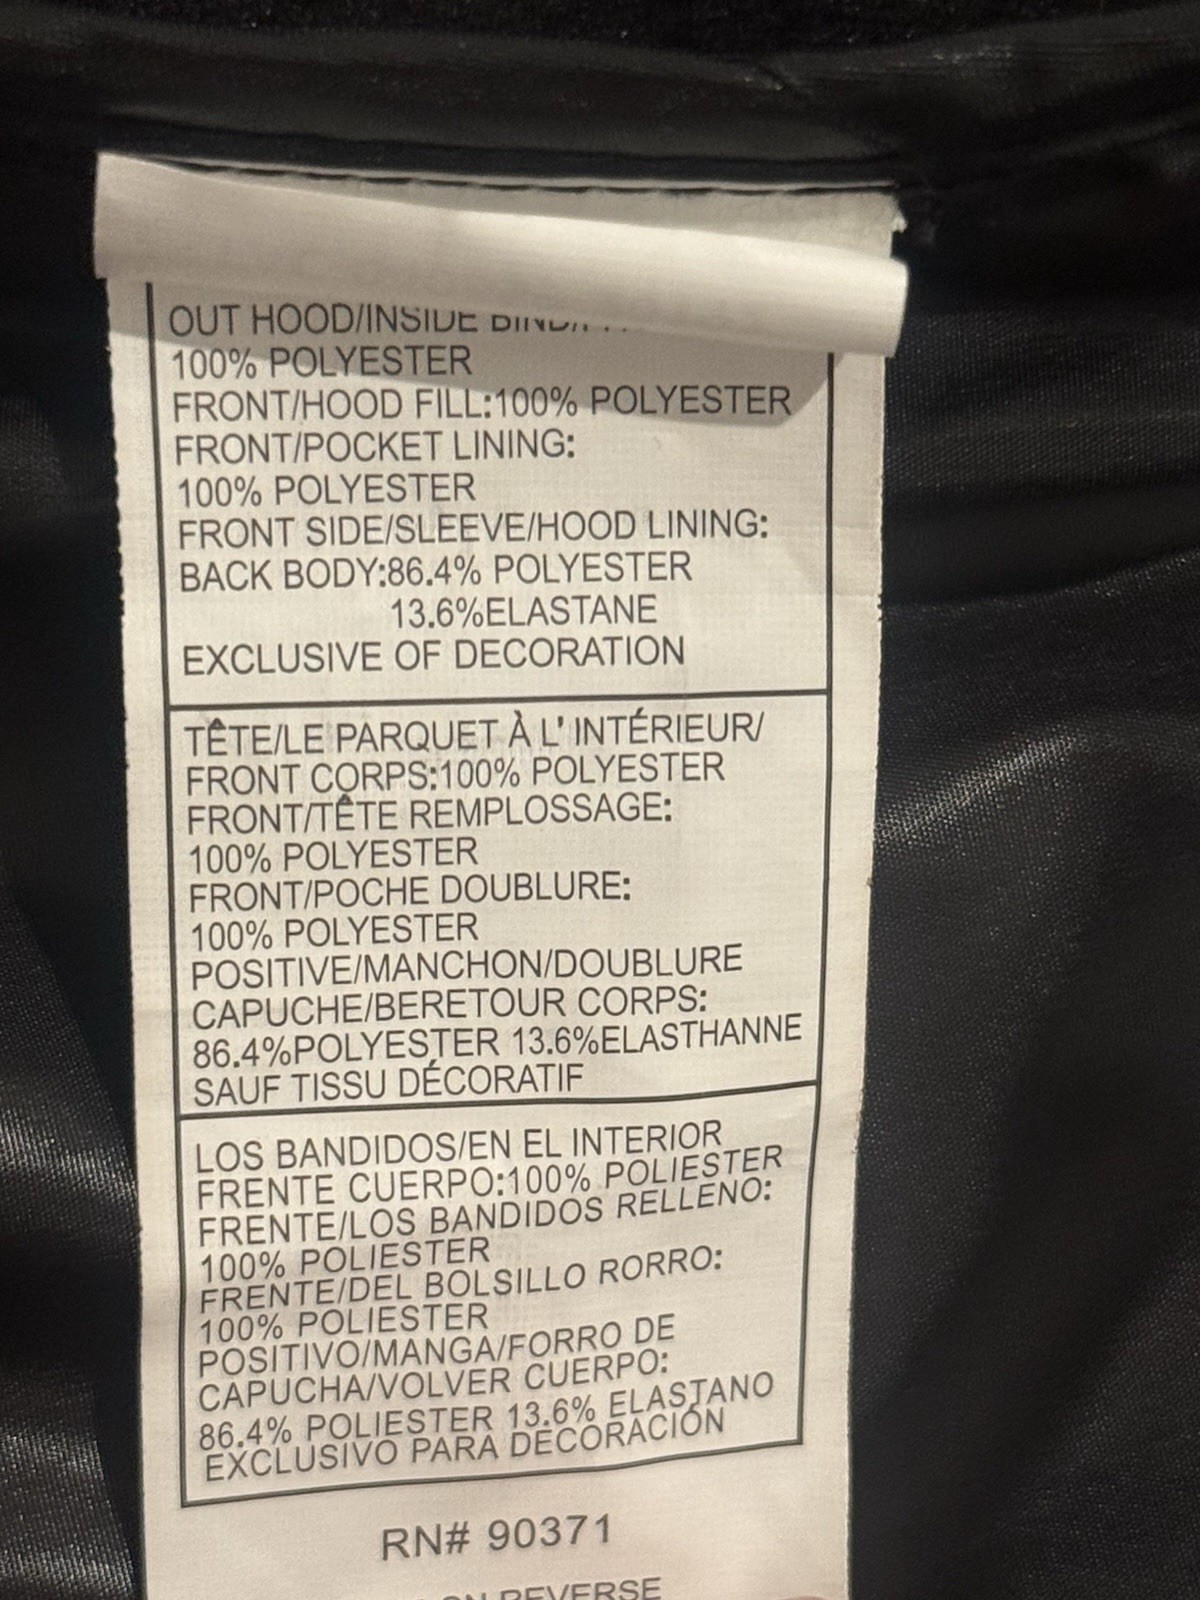 OUT HOOD/INSIDE
100% POLYESTER
FRONT/HOOD FILL:100% POLYESTER
FRONT/POCKET LINING:
100% POLYESTER
FRONT SIDE/SLEEVE/HOOD LINING:
BACK BODY:86.4% POLYESTER
13.6%ELASTANE
EXCLUSIVE OF DECORATION
TÊTE/LE PARQUET À L' INTÉRIEUR/
FRONT CORPS:100% POLYESTER
FRONT/TÊTE REMPLOSSAGE:
100% POLYESTER
FRONT/POCHE DOUBLURE:
100% POLYESTER
POSITIVE/MANCHON/DOUBLURE
CAPUCHE/BERETOUR CORPS:
86.4%POLYESTER 13.6%ELASTHANNE
SAUF TISSU DÉCORATIF
LOS BANDIDOS/EN EL INTERIOR
FRENTE CUERPO:100% POLIESTER
FRENTE/LOS BANDIDOS RELLENO:
100% POLIESTER
FRENTE/DEL BOLSILLO RORRO:
100% POLIESTER
POSITIVO/MANGA/FORRO DE
CAPUCHA/VOLVER CUERPO:
86.4% POLIESTER 13.6% ELASTANO
EXCLUSIVO PARA DECORACIÓN
RN# 90371
ON REVERSE